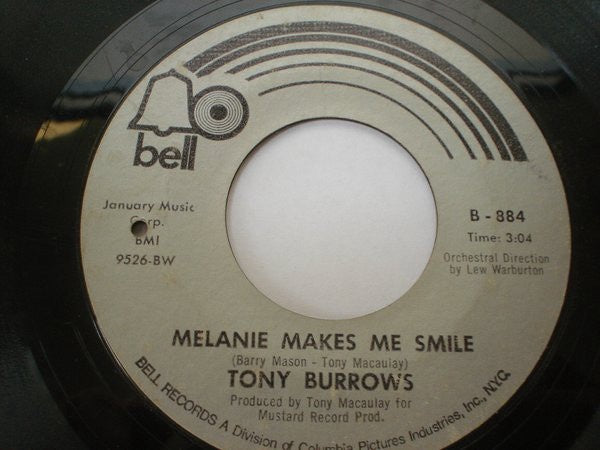 bell
January Music
Corp.
BMI
9526-BW
B - 884
Time: 3:04
Orchestral Direction
by Lew Warburton
MELANIE MAKES ME SMILE
(Barry Mason - Tony Macaulay)
TONY BURROWS
Produced by Tony Macaulay for
Mustard Record Prod.
BELL RECORDS A Division of Columbia Pictures Industries, Inc., N.Y.C.